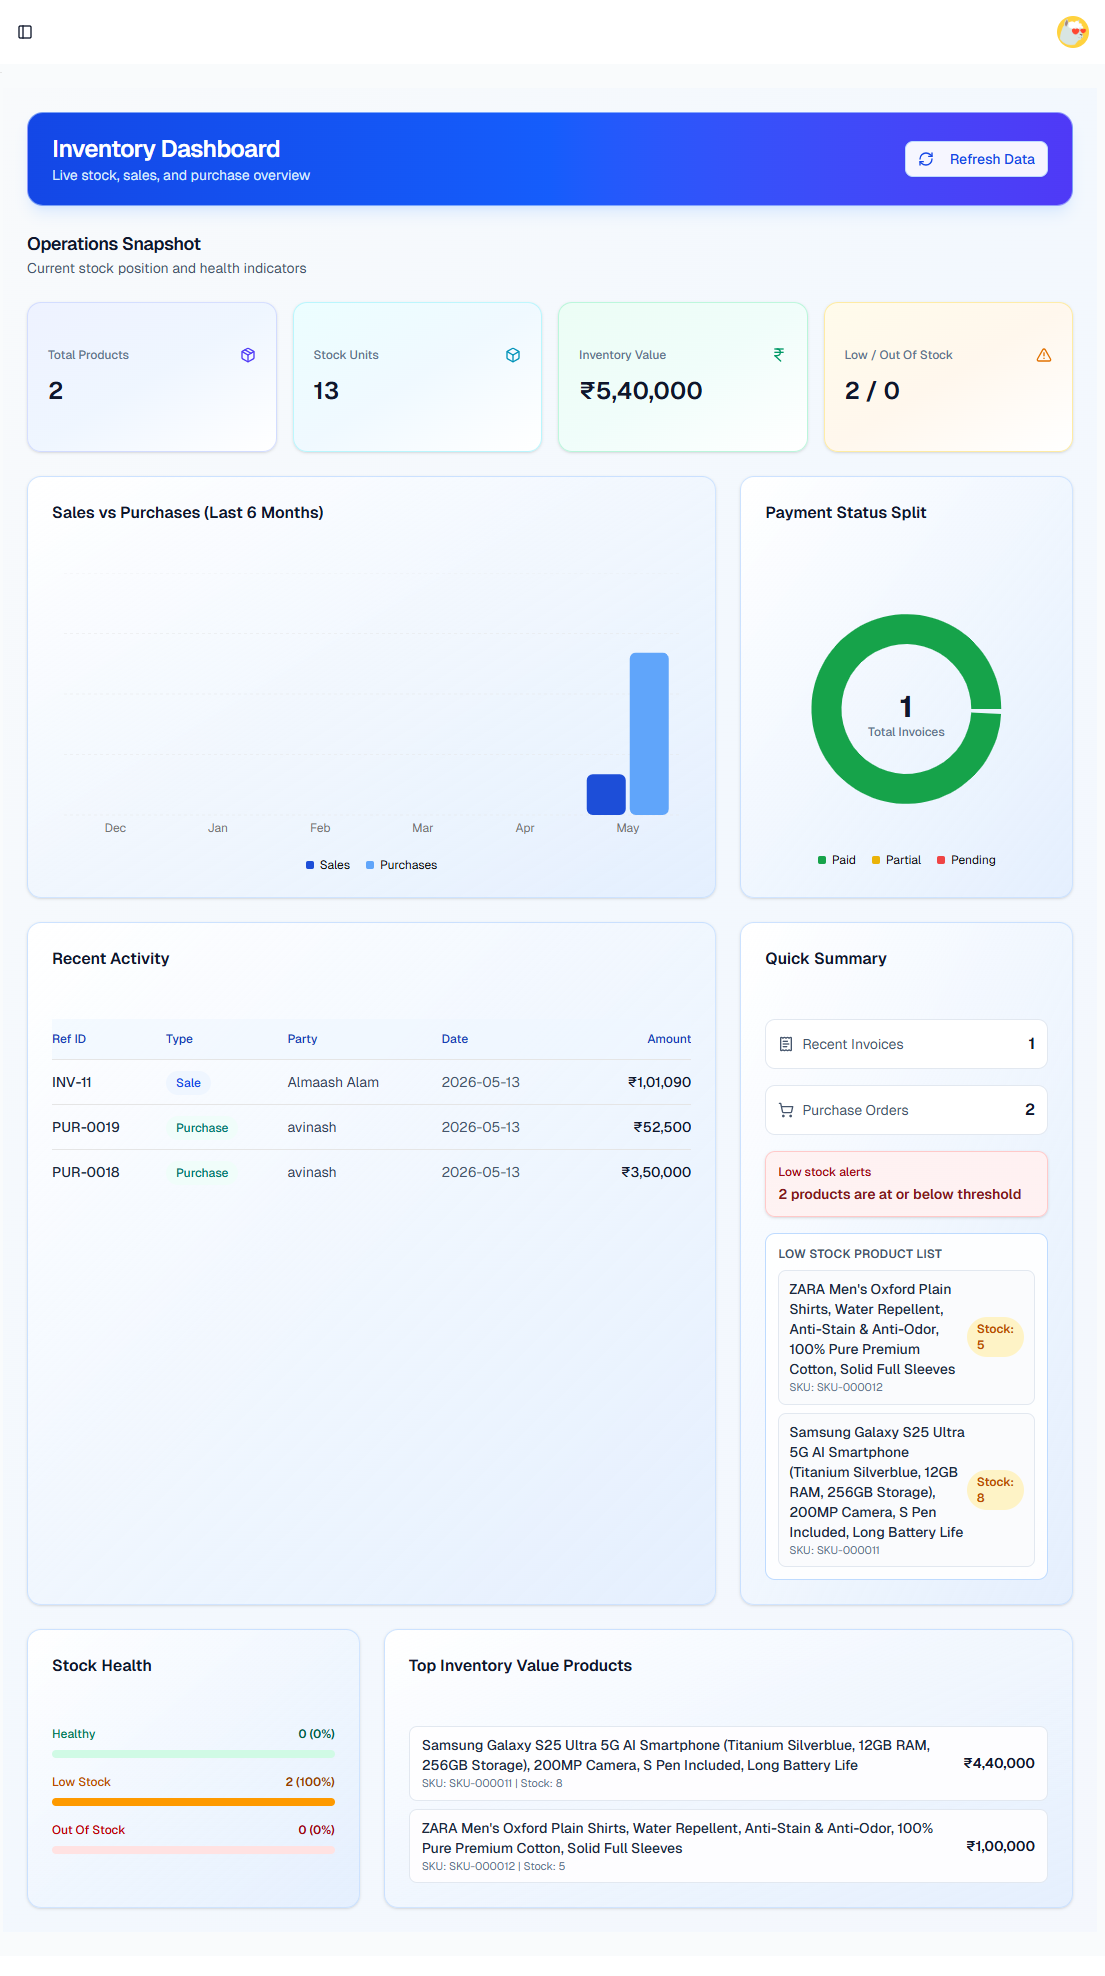 Inventory Dashboard
Live stock, sales, and purchase overview
Refresh Data
Operations Snapshot
Current stock position and health indicators
Total Products
2
Stock Units
13
Inventory Value
₹5,40,000
Low / Out Of Stock
2 / 0
Sales vs Purchases (Last 6 Months)
Dec Jan Feb Mar Apr May
Sales Purchases
Payment Status Split
1
Total Invoices
Paid Partial Pending
Recent Activity
Ref ID Type Party Date Amount
INV-11 Sale Almaash Alam 2026-05-13 ₹1,01,090
PUR-0019 Purchase avinash 2026-05-13 ₹52,500
PUR-0018 Purchase avinash 2026-05-13 ₹3,50,000
Quick Summary
Recent Invoices 1
Purchase Orders 2
Low stock alerts
2 products are at or below threshold
LOW STOCK PRODUCT LIST
ZARA Men's Oxford Plain
Shirts, Water Repellent,
Anti-Stain & Anti-Odor,
100% Pure Premium
Cotton, Solid Full Sleeves
SKU: SKU-000012
Stock:
5
Samsung Galaxy S25 Ultra
5G AI Smartphone
(Titanium Silverblue, 12GB
RAM, 256GB Storage),
200MP Camera, S Pen
Included, Long Battery Life
SKU: SKU-000011
Stock:
8
Stock Health
Healthy 0 (0%)
Low Stock 2 (100%)
Out Of Stock 0 (0%)
Top Inventory Value Products
Samsung Galaxy S25 Ultra 5G AI Smartphone (Titanium Silverblue, 12GB RAM,
256GB Storage), 200MP Camera, S Pen Included, Long Battery Life
SKU: SKU-000011 | Stock: 8
₹4,40,000
ZARA Men's Oxford Plain Shirts, Water Repellent, Anti-Stain & Anti-Odor, 100%
Pure Premium Cotton, Solid Full Sleeves
SKU: SKU-000012 | Stock: 5
₹1,00,000